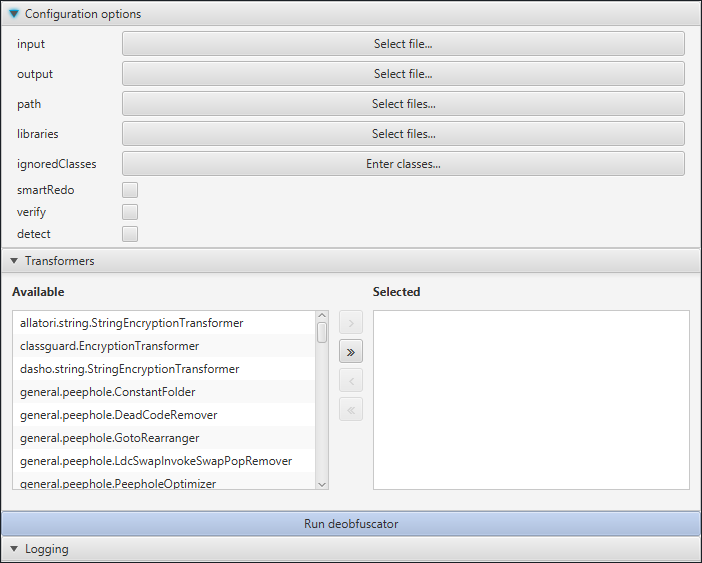 Configuration options
input Select file...
output Select file...
path Select files...
libraries Select files...
ignoredClasses Enter classes...
smartRedo
verify
detect
Transformers
Available Selected
allatori.string.StringEncryptionTransformer
classguard.EncryptionTransformer
dasho.string.StringEncryptionTransformer
general.peephole.ConstantFolder
general.peephole.DeadCodeRemover
general.peephole.GotoRearranger
general.peephole.LdcSwapInvokeSwapPopRemover
general.peephole.PeepholeOptimizer
Run deobfuscator
Logging